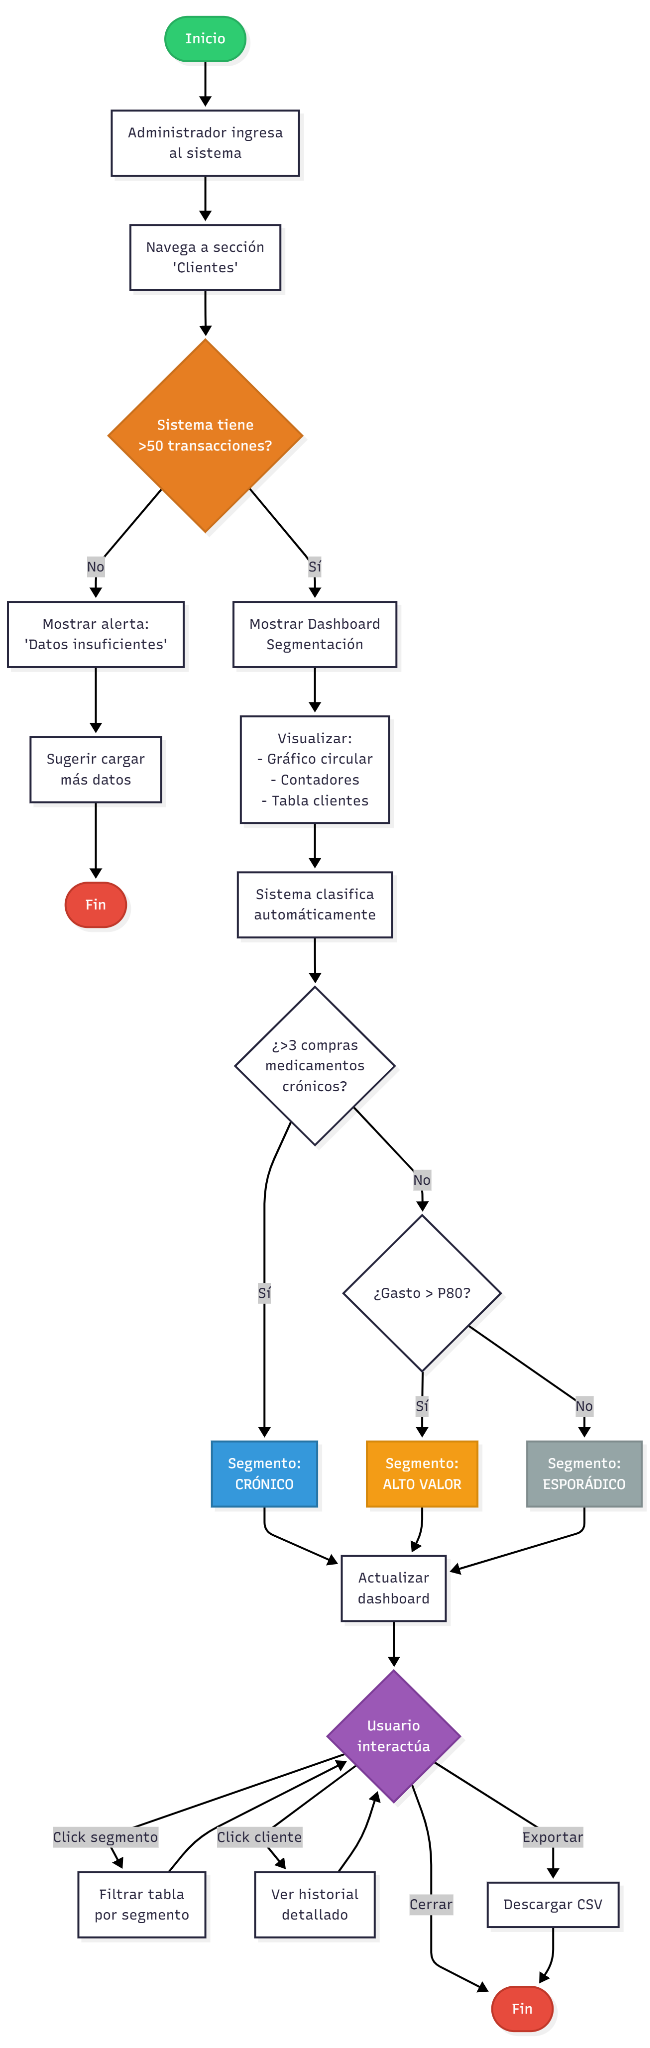 Inicio
Administrador ingresa
al sistema
Navega a sección
'Clientes'
Sistema tiene
>50 transacciones?
No
Sí
Mostrar alerta:
'Datos insuficientes'
Mostrar Dashboard
Segmentación
Sugerir cargar
más datos
Visualizar:
- Gráfico circular
- Contadores
- Tabla clientes
Fin
Sistema clasifica
automáticamente
¿>3 compras
medicamentos
crónicos?
No
Sí
¿Gasto > P80?
Sí
No
Segmento:
CRÓNICO
Segmento:
ALTO VALOR
Segmento:
ESPORÁDICO
Actualizar
dashboard
Usuario
interactúa
Click segmento
Click cliente
Exportar
Filtrar tabla
por segmento
Ver historial
detallado
Cerrar
Descargar CSV
Fin